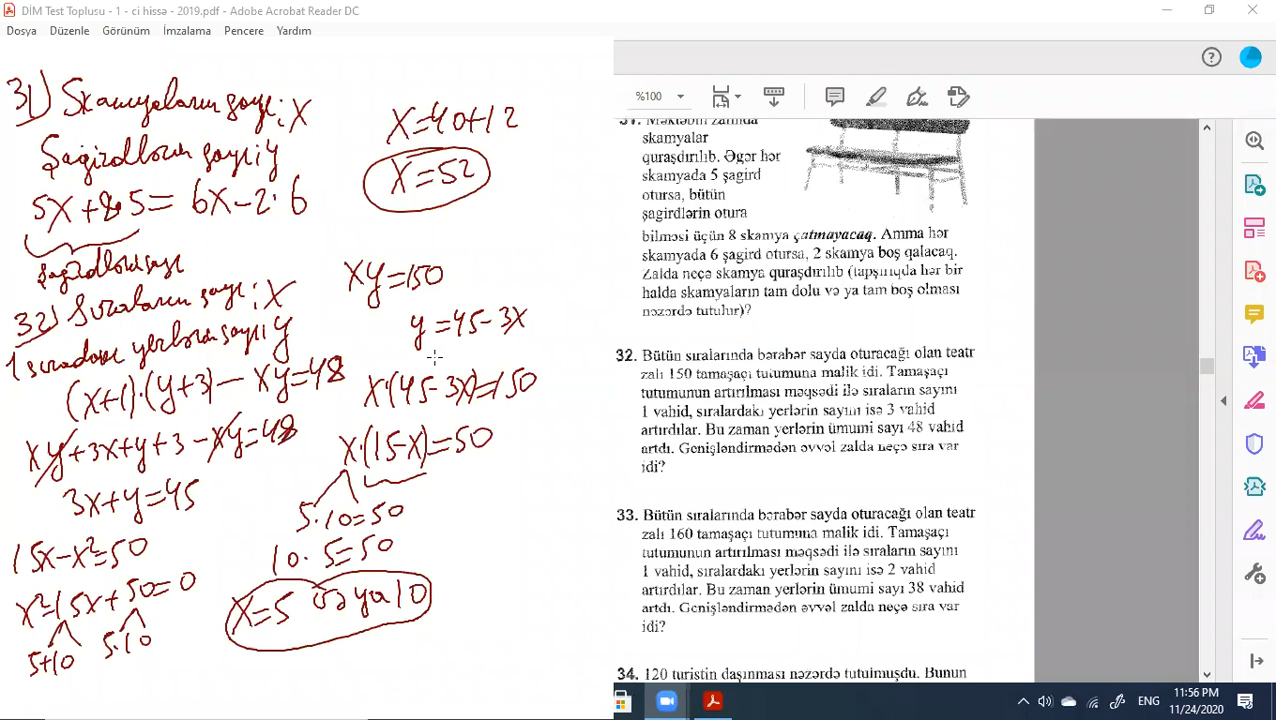 DİM Test Toplusu - 1 - ci hissə - 2019.pdf - Adobe Acrobat Reader DC
Dosya Düzenle Görünüm İmzalama Pencere Yardım
31) Skamyaların sayı: X
Şagirdlərin sayı: y
5X + 8·5 = 6X - 2·6
şagirdlərin sayı
X = 40 + 12
X = 52
32) Sıraların sayı: X
1 sıradakı yerlərin sayı: y
(x+1)·(y+3) - xy = 48
xy + 3x + y + 3 - xy = 48
3x + y = 45
15x - x² = 50
x² - 15x + 50 = 0
5+10 5·10
xy = 150
y = 45 - 3x
x·(45 - 3x) = 150
x·(15 - x) = 50
5·10 = 50
10·5 = 50
X = 5 və ya 10
%100
31. Məktəbin zalında
skamyalar
quraşdırılıb. Əgər hər
skamyada 5 şagird
otursa, bütün
şagirdlərin otura
bilməsi üçün 8 skamya çatmayacaq. Amma hər
skamyada 6 şagird otursa, 2 skamya boş qalacaq.
Zalda neçə skamya quraşdırılıb (tapşırıqda hər bir
halda skamyaların tam dolu və ya tam boş olması
nəzərdə tutulur)?
32. Bütün sıralarında bərabər sayda oturacağı olan teatr
zalı 150 tamaşaçı tutumuna malik idi. Tamaşaçı
tutumunun artırılması məqsədi ilə sıraların sayını
1 vahid, sıralardakı yerlərin sayını isə 3 vahid
artırdılar. Bu zaman yerlərin ümumi sayı 48 vahid
artdı. Genişləndirmədən əvvəl zalda neçə sıra var
idi?
33. Bütün sıralarında bərabər sayda oturacağı olan teatr
zalı 160 tamaşaçı tutumuna malik idi. Tamaşaçı
tutumunun artırılması məqsədi ilə sıraların sayını
1 vahid, sıralardakı yerlərin sayını isə 2 vahid
artırdılar. Bu zaman yerlərin ümumi sayı 38 vahid
artdı. Genişləndirmədən əvvəl zalda neçə sıra var
idi?
34. 120 turistin daşınması nəzərdə tutulmuşdu. Bunun
ENG
11:56 PM
11/24/2020